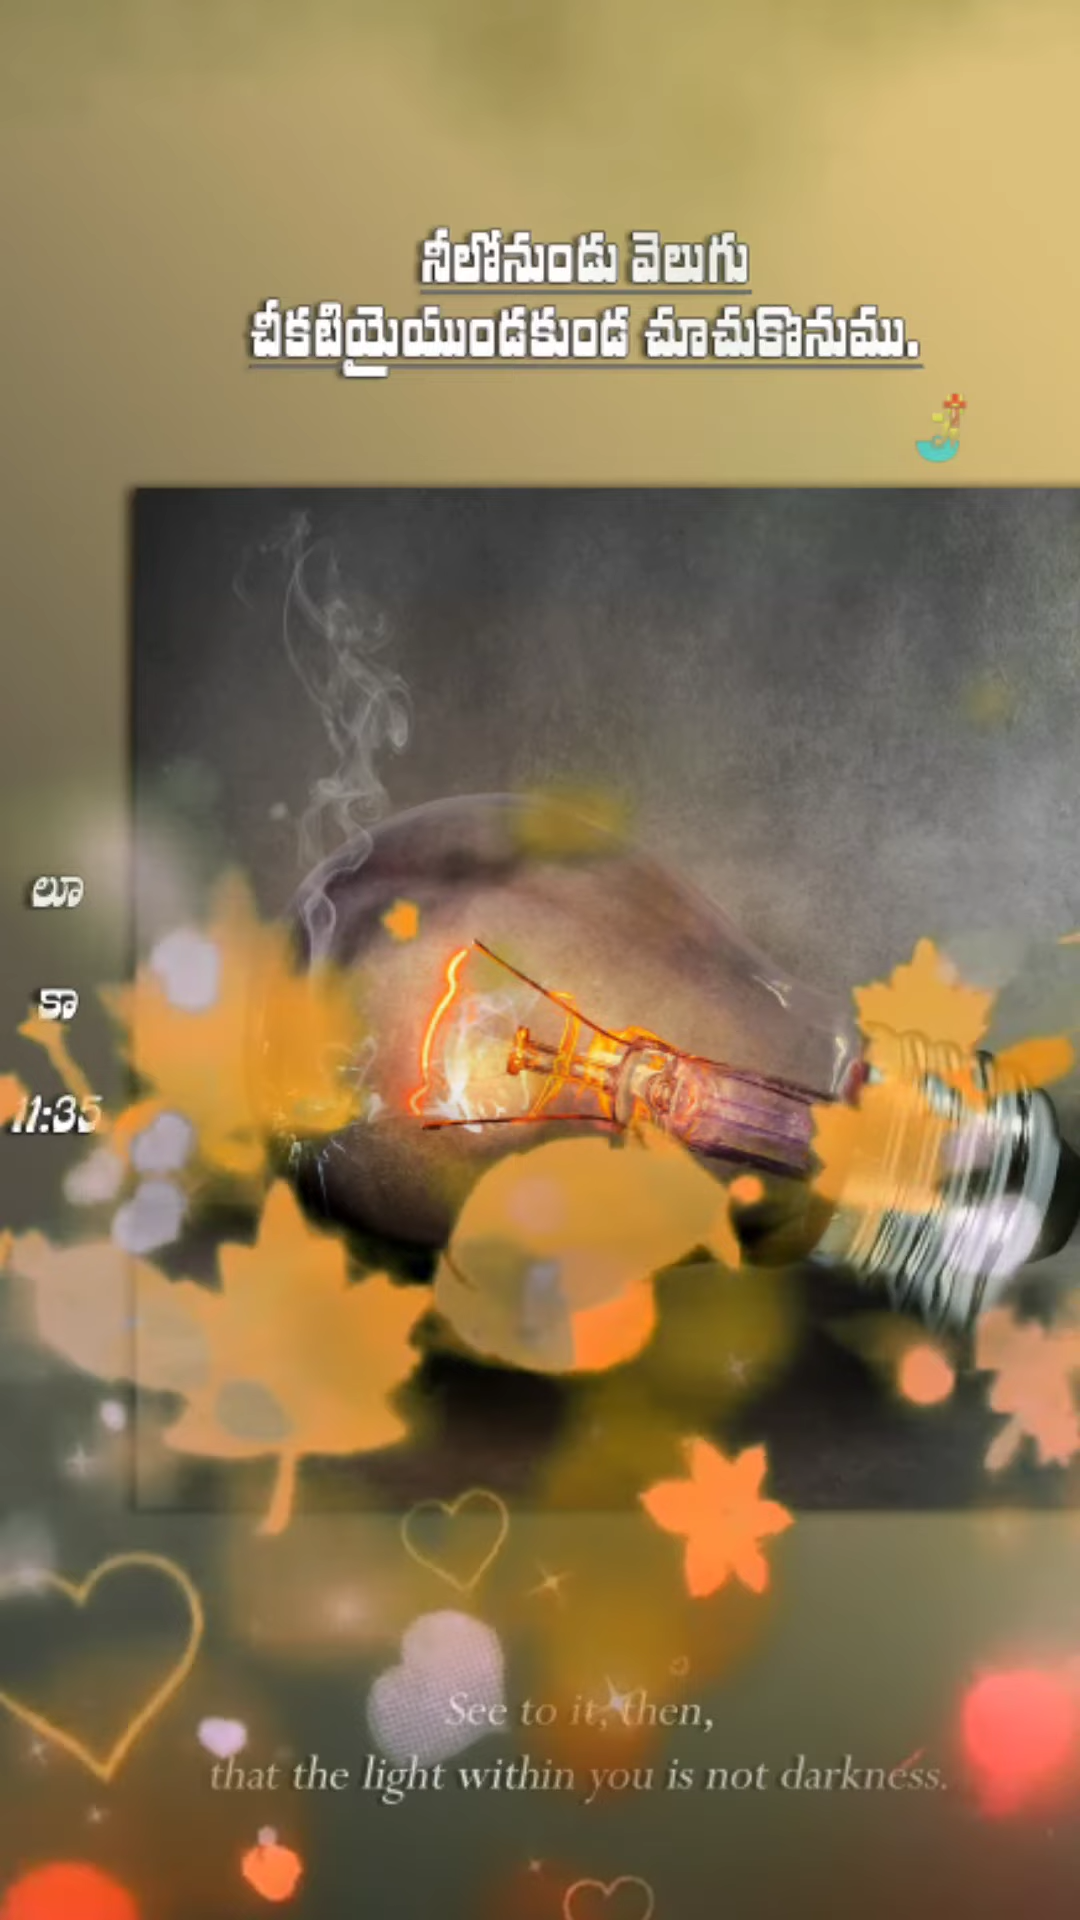 నీలోనుండు వెలుగు
చీకటియైయుండకుండ చూచుకొనుము.
లూ
కా
11:35
See to it, then,
that the light within you is not darkness.